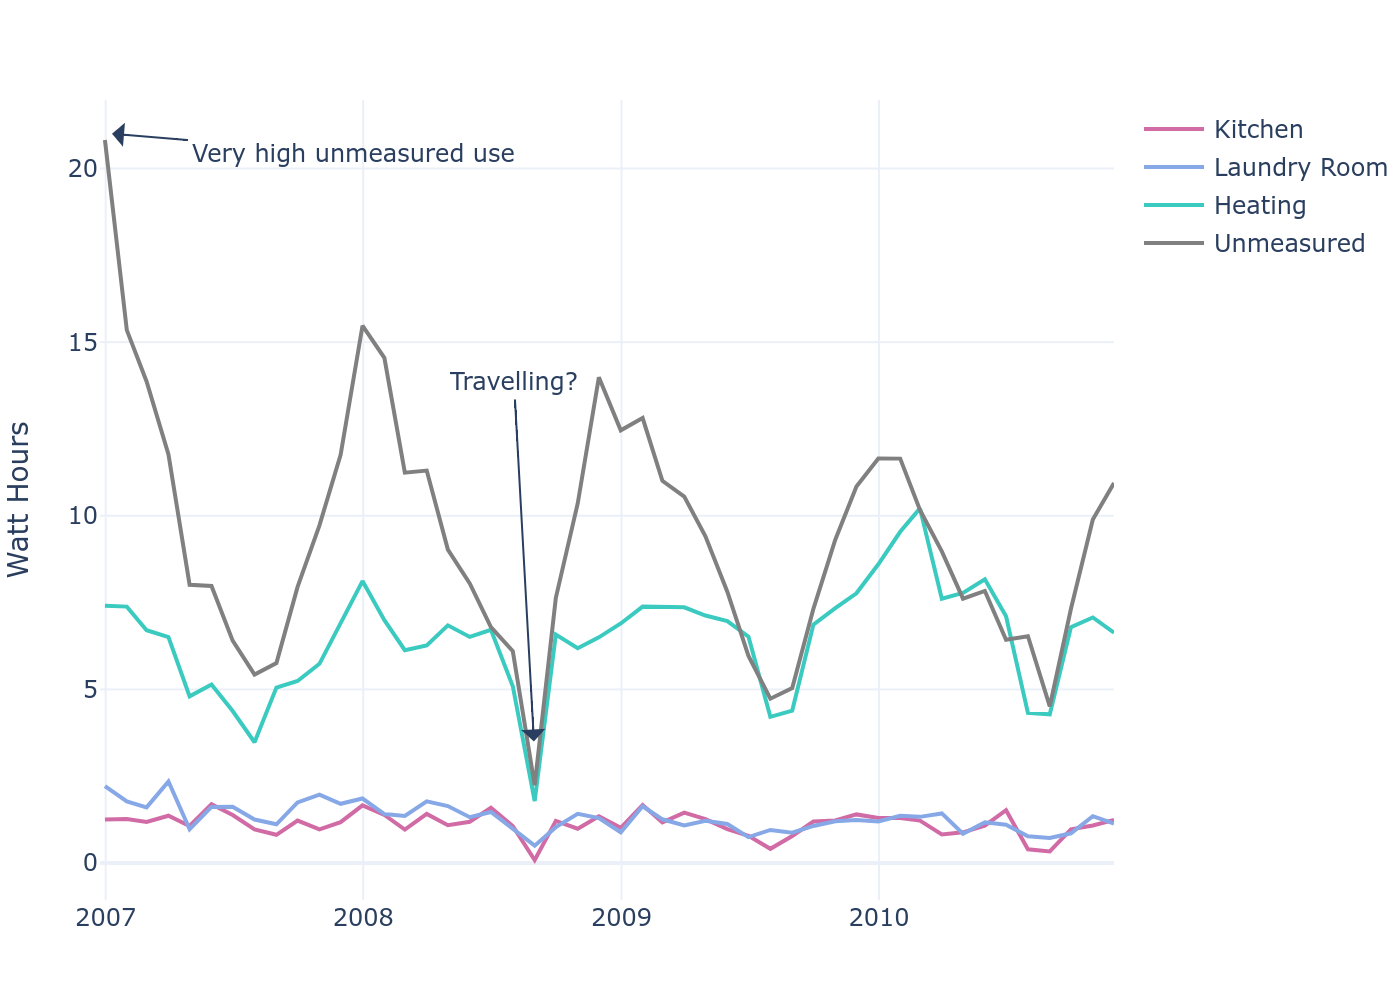 Very high unmeasured use
Travelling?
Kitchen
Laundry Room
Heating
Unmeasured
Watt Hours
20
15
10
5
0
2007
2008
2009
2010